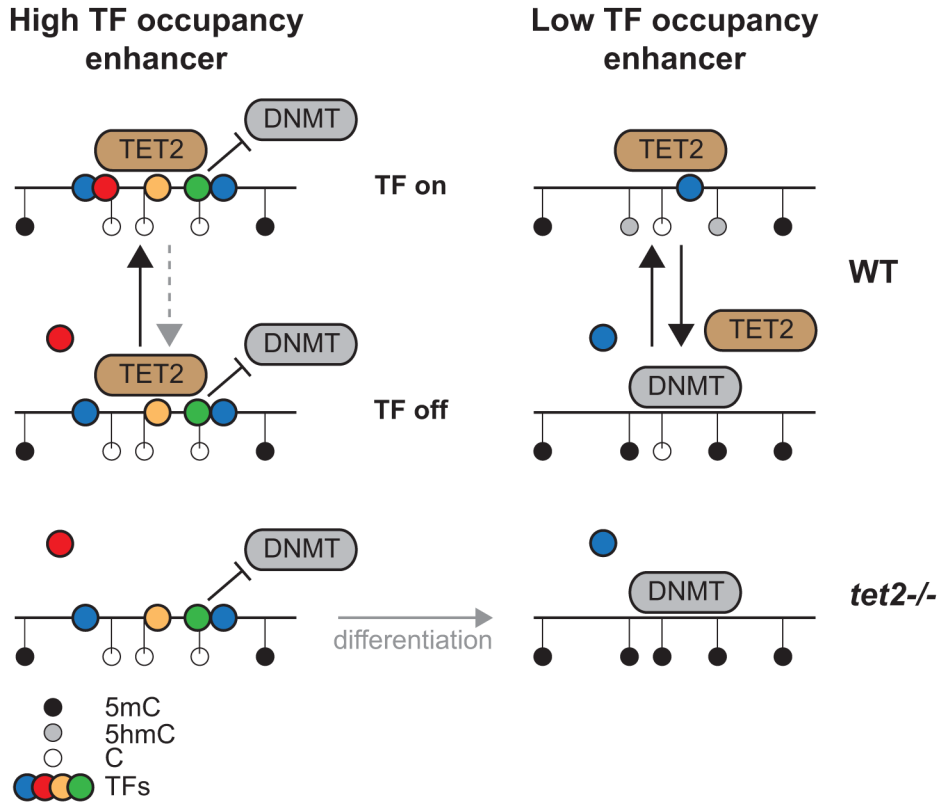 High TF occupancy
enhancer
Low TF occupancy
enhancer
DNMT
TET2
TF on
TET2
WT
DNMT
TET2
TF off
TET2
DNMT
DNMT
differentiation
DNMT
tet2-/-
5mC
5hmC
C
TFs